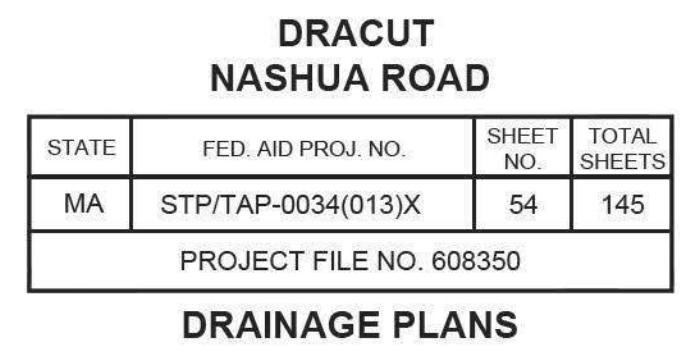 DRACUT
NASHUA ROAD
STATE FED. AID PROJ. NO. SHEET NO. TOTAL SHEETS
MA STP/TAP-0034(013)X 54 145
PROJECT FILE NO. 608350
DRAINAGE PLANS